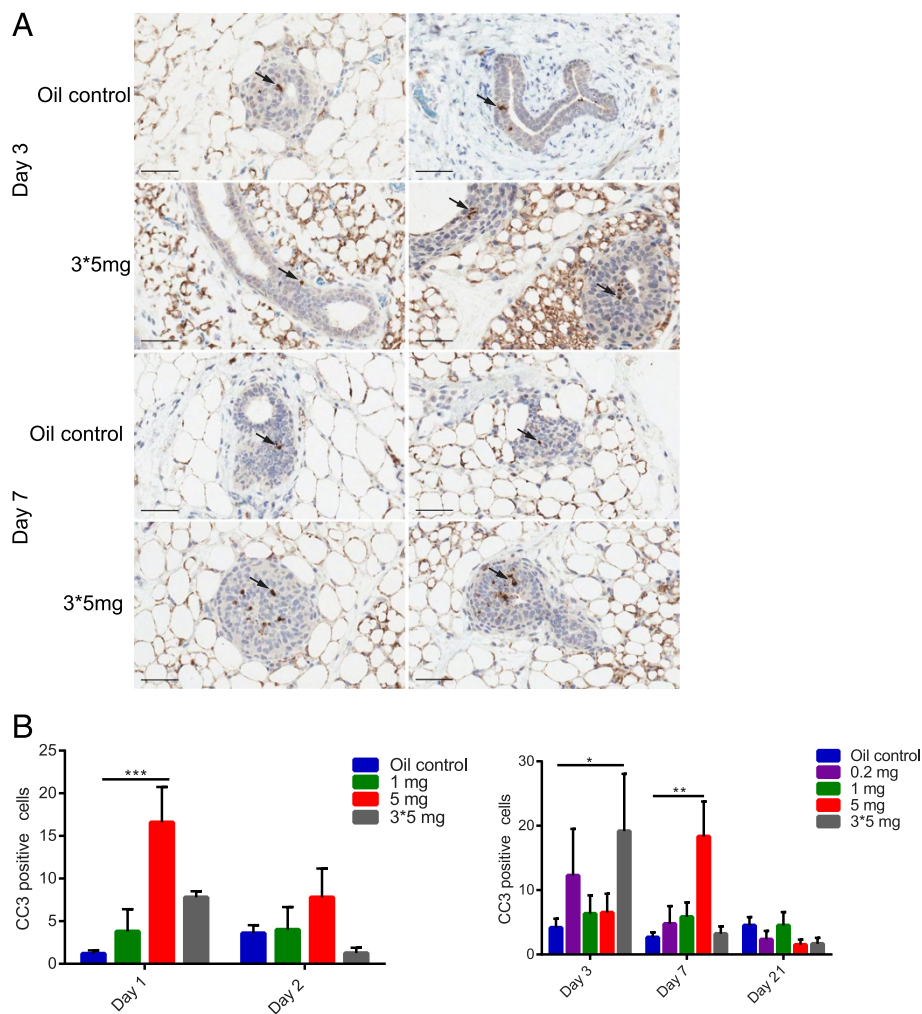 A
Day 3
Oil control
3*5mg
Day 7
Oil control
3*5mg
B
CC3 positive cells
25
20
15
10
5
0
***
Day 1
Day 2
Oil control
1 mg
5 mg
3*5 mg
CC3 positive cells
30
20
10
0
*
**
Day 3
Day 7
Day 21
Oil control
0.2 mg
1 mg
5 mg
3*5 mg